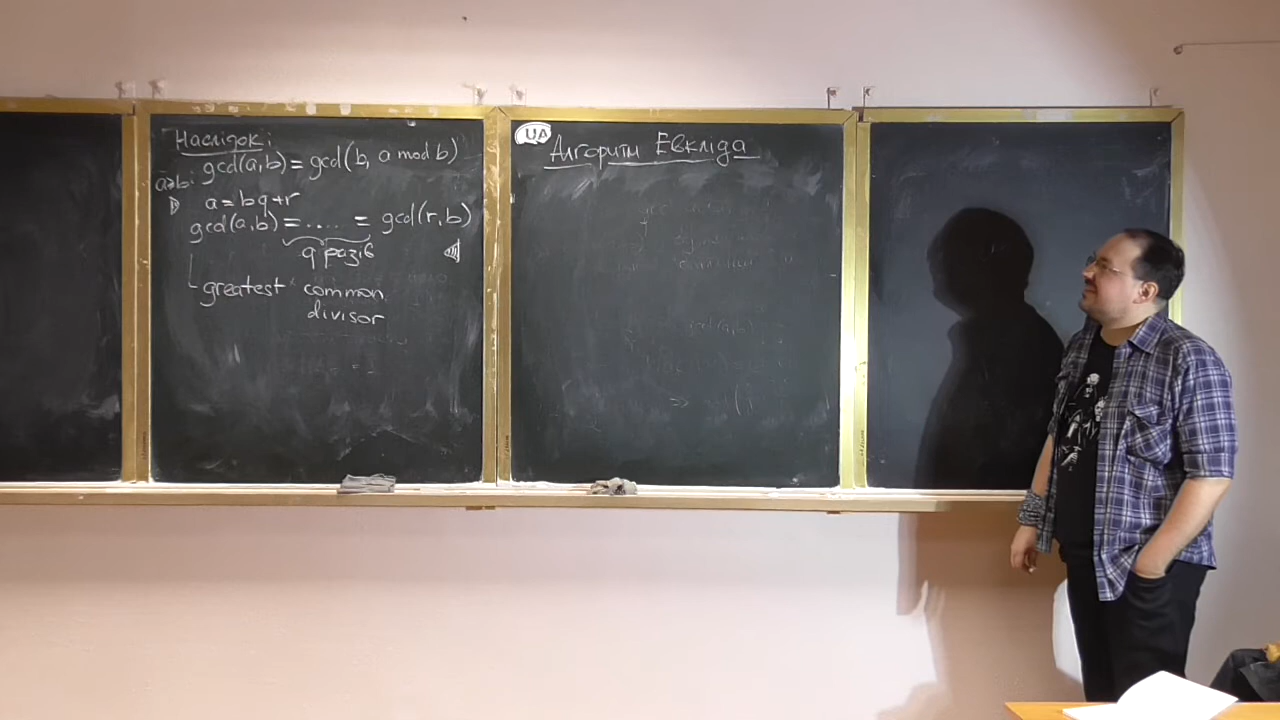 Наслідок:
gcd(a,b) = gcd(b, a mod b)
a≥b:
a = bq + r
gcd(a,b) = .... = gcd(r,b)
q разів
greatest common
divisor
UA
Алгоритм Евкліда